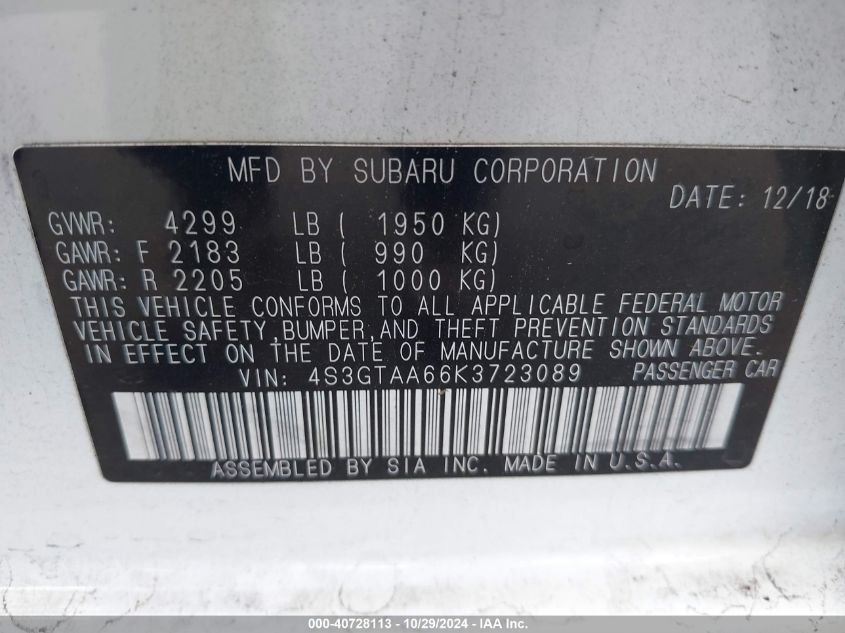 MFD BY SUBARU CORPORATION
DATE: 12/18
GVWR: 4299 LB ( 1950 KG)
GAWR: F 2183 LB ( 990 KG)
GAWR: R 2205 LB ( 1000 KG)
THIS VEHICLE CONFORMS TO ALL APPLICABLE FEDERAL MOTOR
VEHICLE SAFETY,BUMPER,AND THEFT PREVENTION STANDARDS
IN EFFECT ON THE DATE OF MANUFACTURE SHOWN ABOVE.
VIN: 4S3GTAA66K3723089 PASSENGER CAR
ASSEMBLED BY SIA INC. MADE IN U.S.A.
000-40728113 - 10/29/2024 - IAA Inc.